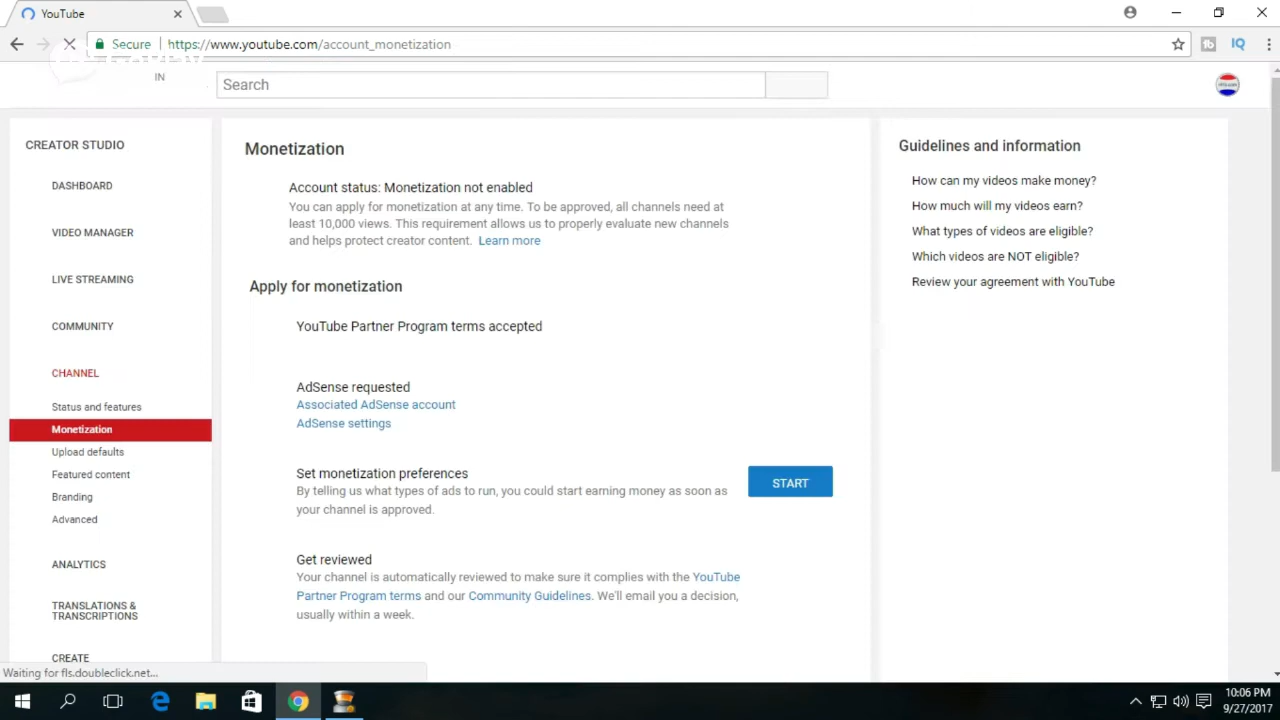 YouTube
Secure
https://www.youtube.com/account_monetization
IQ
IN
Search
CREATOR STUDIO
DASHBOARD
VIDEO MANAGER
LIVE STREAMING
COMMUNITY
CHANNEL
Status and features
Monetization
Upload defaults
Featured content
Branding
Advanced
ANALYTICS
TRANSLATIONS &
TRANSCRIPTIONS
CREATE
Monetization
Account status: Monetization not enabled
You can apply for monetization at any time. To be approved, all channels need at
least 10,000 views. This requirement allows us to properly evaluate new channels
and helps protect creator content. Learn more
Apply for monetization
YouTube Partner Program terms accepted
AdSense requested
Associated AdSense account
AdSense settings
Set monetization preferences
By telling us what types of ads to run, you could start earning money as soon as
your channel is approved.
START
Get reviewed
Your channel is automatically reviewed to make sure it complies with the YouTube
Partner Program terms and our Community Guidelines. We'll email you a decision,
usually within a week.
Guidelines and information
How can my videos make money?
How much will my videos earn?
What types of videos are eligible?
Which videos are NOT eligible?
Review your agreement with YouTube
Waiting for fls.doubleclick.net...
10:06 PM
9/27/2017